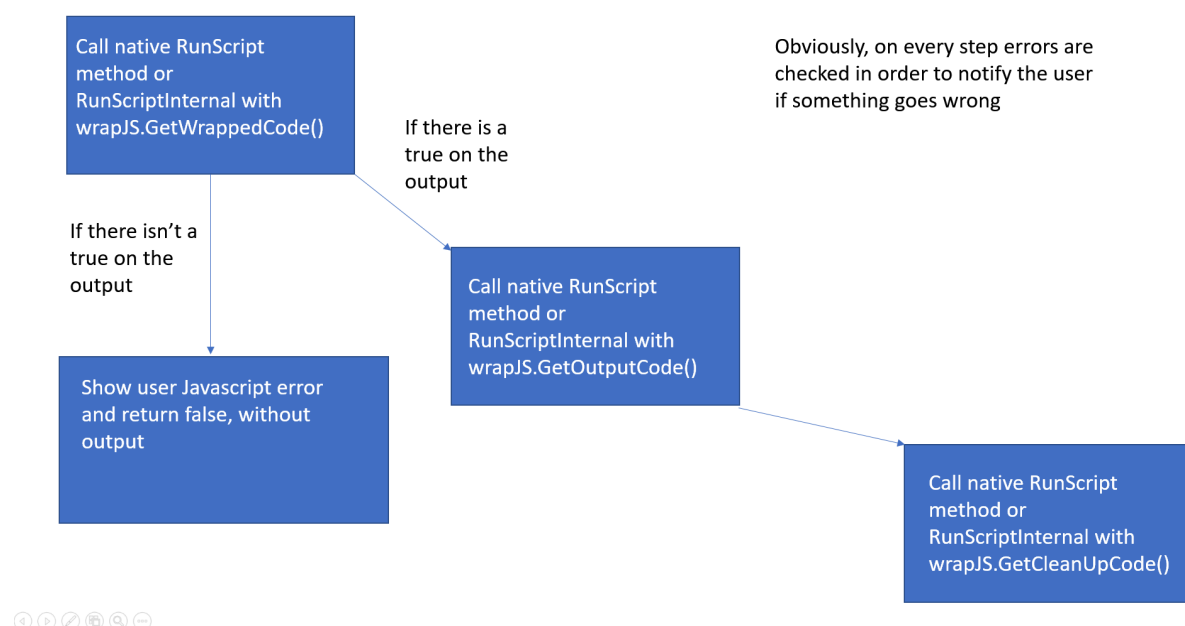 Call native RunScript
method or
RunScriptInternal with
wrapJS.GetWrappedCode()
Obviously, on every step errors are
checked in order to notify the user
if something goes wrong
If there is a
true on the
output
If there isn’t a
true on the
output
Call native RunScript
method or
RunScriptInternal with
wrapJS.GetOutputCode()
Show user Javascript error
and return false, without
output
Call native RunScript
method or
RunScriptInternal with
wrapJS.GetCleanUpCode()